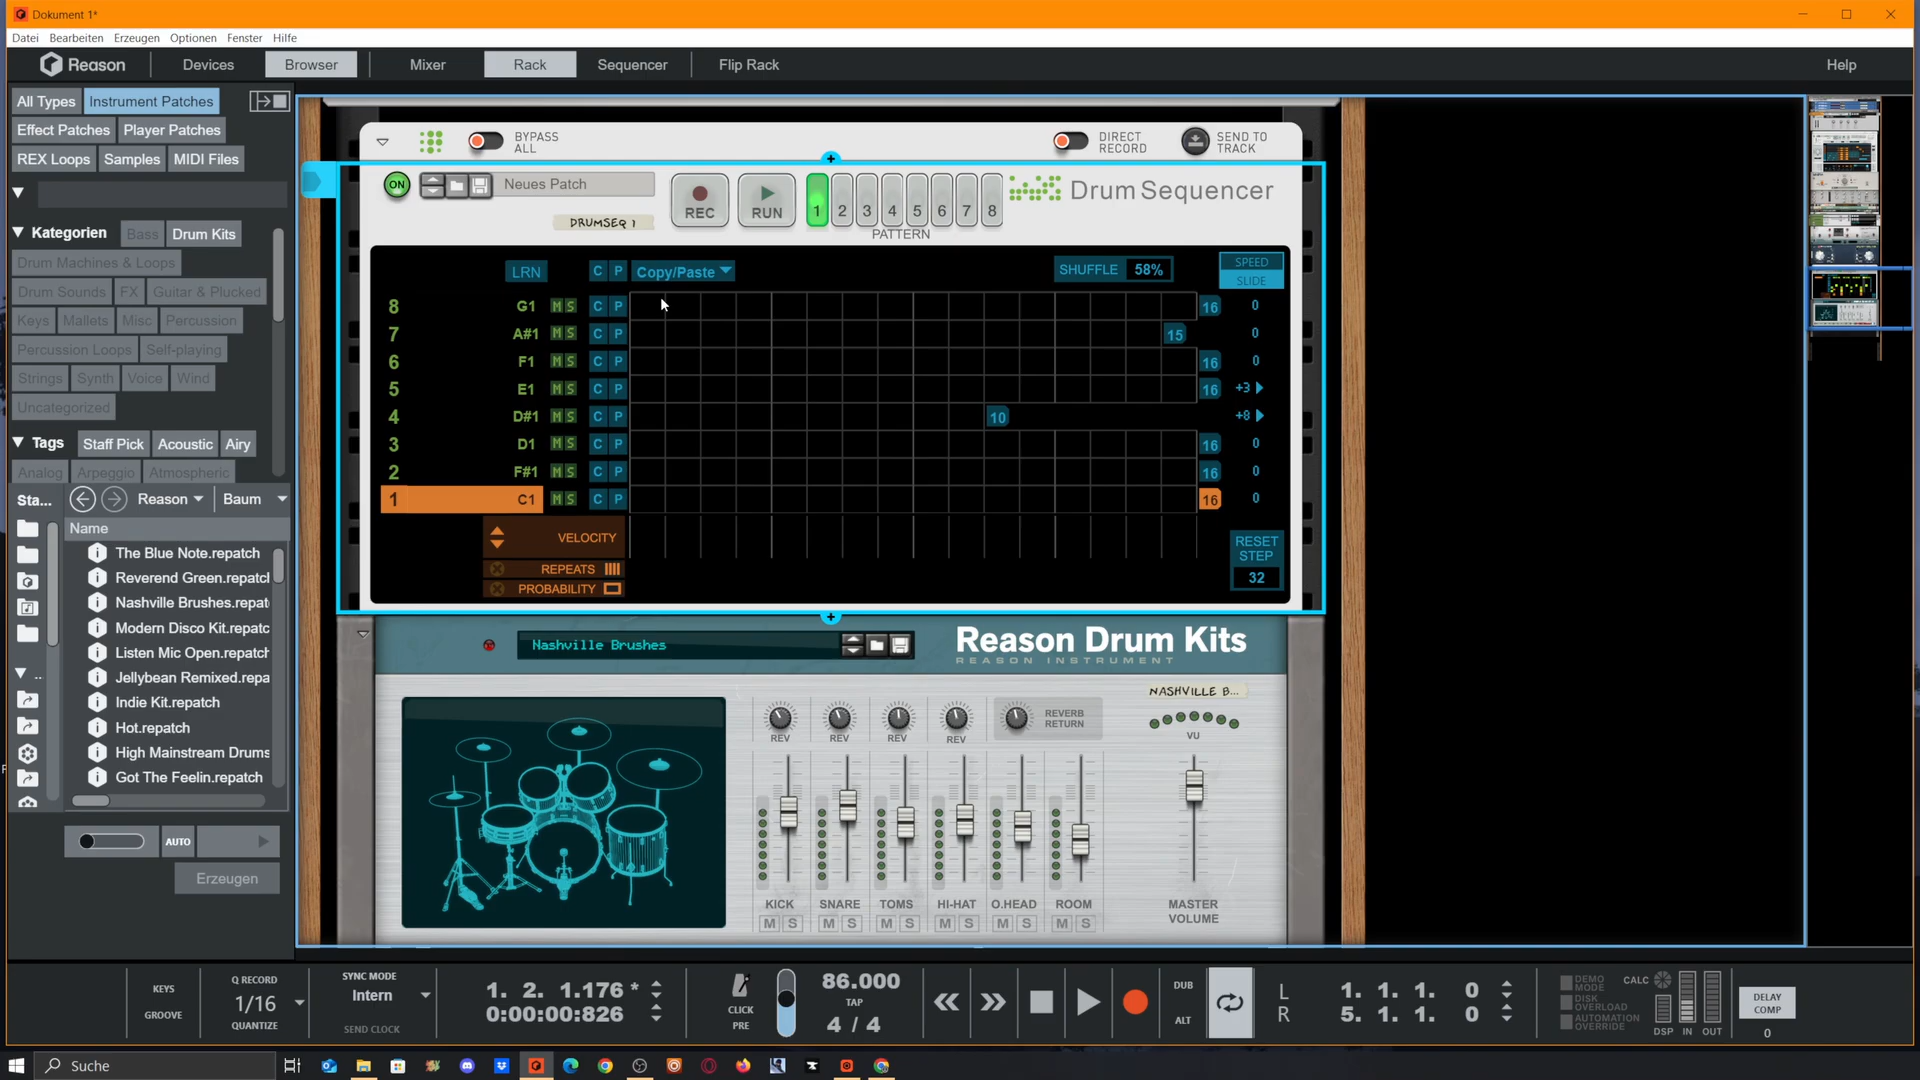 Dokument 1*
Datei Bearbeiten Erzeugen Optionen Fenster Hilfe
Reason Devices Browser Mixer Rack Sequencer Flip Rack Help
All Types Instrument Patches
Effect Patches Player Patches
REX Loops Samples MIDI Files
Kategorien Bass Drum Kits
Drum Machines & Loops
Drum Sounds FX Guitar & Plucked
Keys Mallets Misc Percussion
Percussion Loops Self-playing
Strings Synth Voice Wind
Uncategorized
Tags Staff Pick Acoustic Airy
Analog Arpeggio Atmospheric
Sta... Reason Baum
Name
The Blue Note.repatch
Reverend Green.repatcl
Nashville Brushes.repat
Modern Disco Kit.repatc
Listen Mic Open.repatch
Jellybean Remixed.repa
Indie Kit.repatch
Hot.repatch
High Mainstream Drums
Got The Feelin.repatch
AUTO
Erzeugen
BYPASS ALL
DIRECT RECORD
SEND TO TRACK
ON Neues Patch
DRUMSEQ 1
REC RUN 1 2 3 4 5 6 7 8
PATTERN
Drum Sequencer
LRN C P Copy/Paste SHUFFLE 58% SPEED
SLIDE
8 G1 M S C P 16 0
7 A#1 M S C P 15 0
6 F1 M S C P 16 0
5 E1 M S C P 16 +3
4 D#1 M S C P 10 +8
3 D1 M S C P 16 0
2 F#1 M S C P 16 0
1 C1 M S C P 16 0
VELOCITY
REPEATS
PROBABILITY
RESET
STEP
32
Nashville Brushes
Reason Drum Kits
REASON INSTRUMENT
NASHVILLE B...
REV REV REV REV REVERB RETURN
VU
KICK SNARE TOMS HI-HAT O.HEAD ROOM
M S M S M S M S M S M S
MASTER
VOLUME
KEYS
GROOVE
Q RECORD
1/16
QUANTIZE
SYNC MODE
Intern
SEND CLOCK
1. 2. 1.176 *
0:00:00:826
CLICK
PRE
86.000
TAP
4 / 4
DUB
ALT
L 1. 1. 1. 0
R 5. 1. 1. 0
DEMO MODE
DISK OVERLOAD
AUTOMATION OVERRIDE
CALC
DSP IN OUT
DELAY COMP
0
Suche